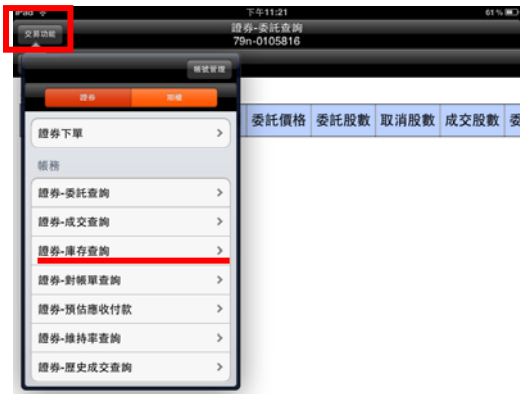 iPad 下午11:21 61%
交易功能
證券-委託查詢
79n-0105816
帳號管理
證券 期權
委託價格 委託股數 取消股數 成交股數 委
證券下單
帳務
證券-委託查詢
證券-成交查詢
證券-庫存查詢
證券-對帳單查詢
證券-預估應收付款
證券-維持率查詢
證券-歷史成交查詢